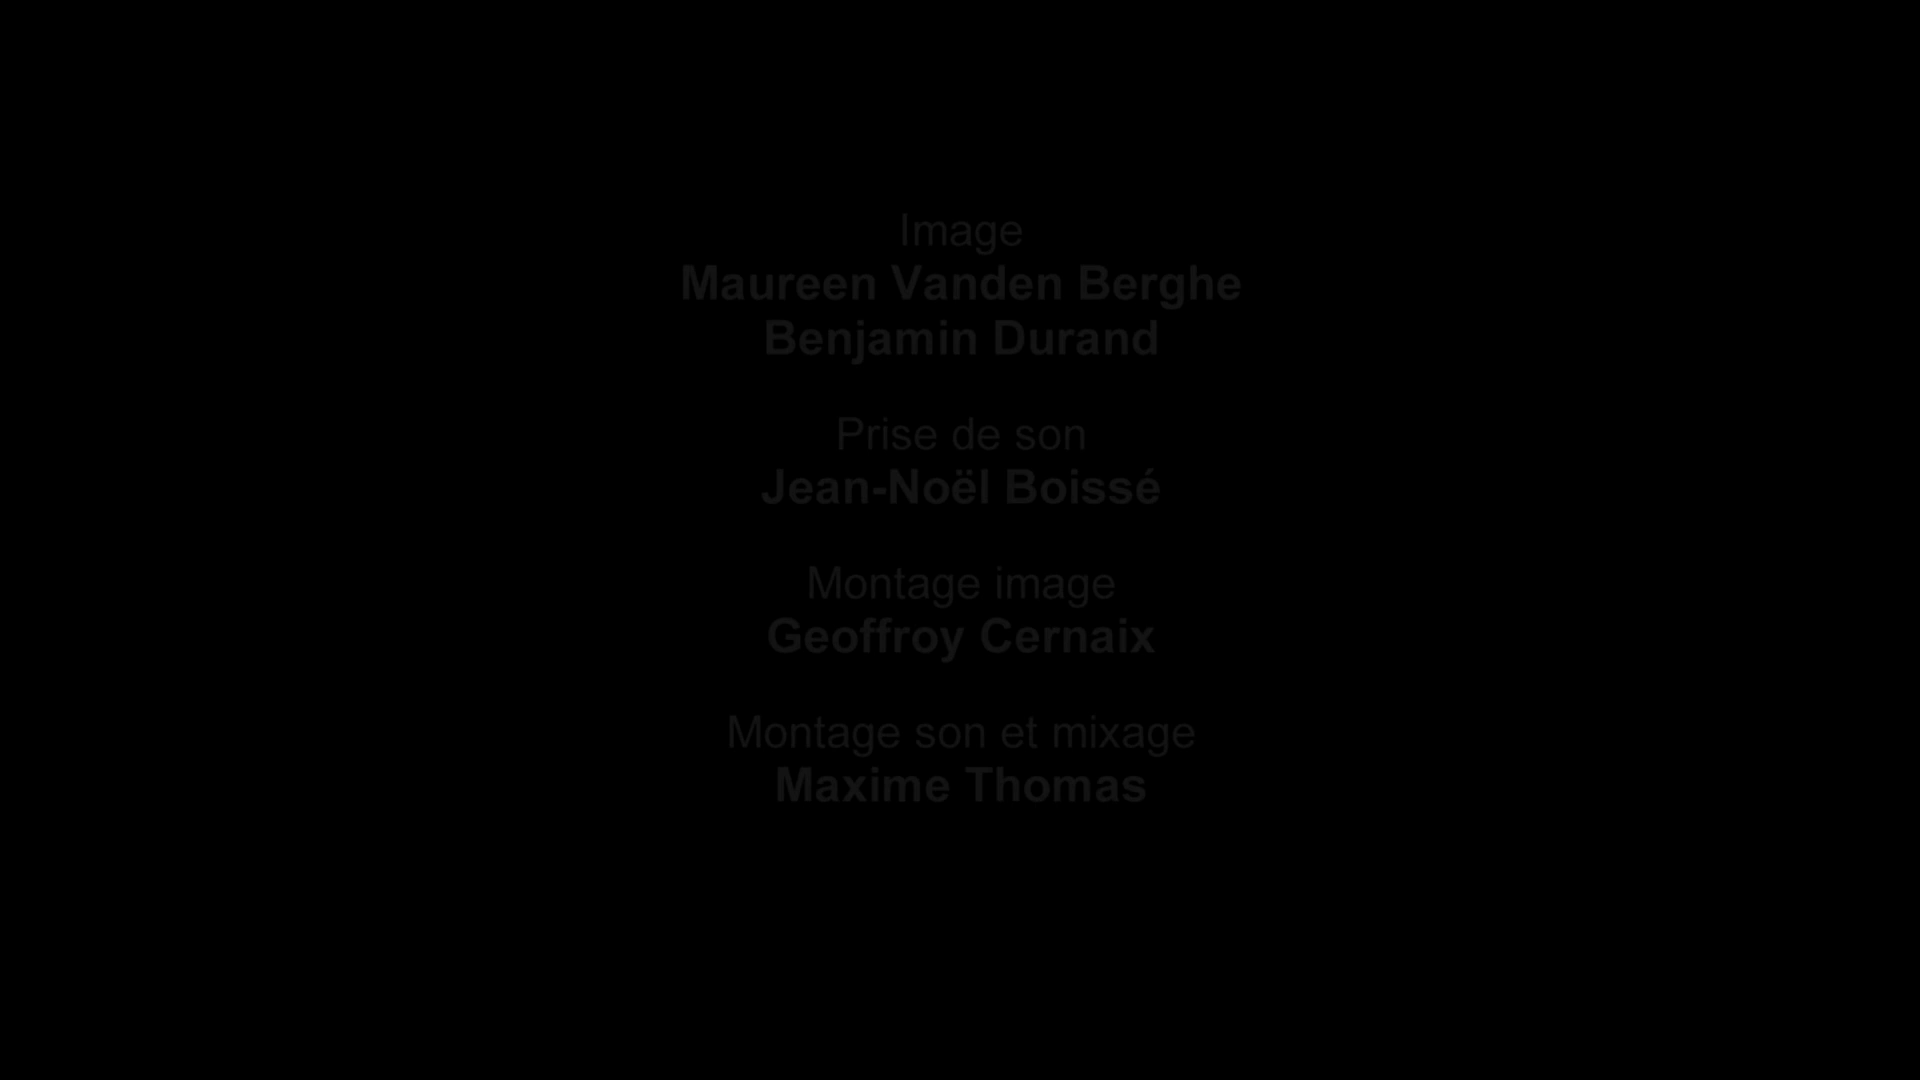 Image
Maureen Vanden Berghe
Benjamin Durand
Prise de son
Jean-Noël Boissé
Montage image
Geoffroy Cernaix
Montage son et mixage
Maxime Thomas